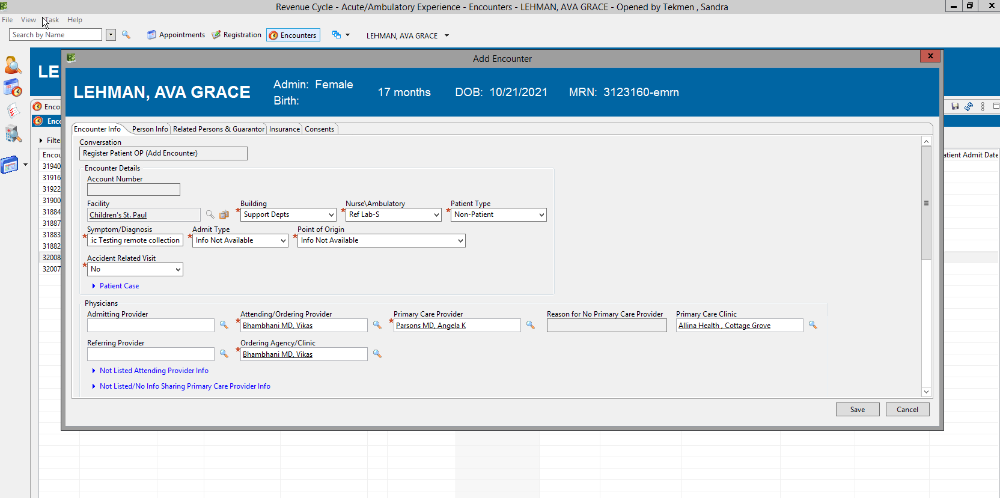 Revenue Cycle - Acute/Ambulatory Experience - Encounters - LEHMAN, AVA GRACE - Opened by Tekmen , Sandra
File View Task Help
Search by Name Appointments Registration Encounters LEHMAN, AVA GRACE
LE
Add Encounter
LEHMAN, AVA GRACE Admin: Female 17 months DOB: 10/21/2021 MRN: 3123160-emrn
Birth:
Enco
Enc
Encounter Info Person Info Related Persons & Guarantor Insurance Consents
Filte
Conversation
Register Patient OP (Add Encounter)
Encou
atient Admit Date
31940
31916
31922
31900
31884
31887
31883
31882
32008
32007
Encounter Details
Account Number
Facility Building Nurse\Ambulatory Patient Type
Children's St. Paul Support Depts Ref Lab-S Non-Patient
Symptom/Diagnosis Admit Type Point of Origin
ic Testing remote collection Info Not Available Info Not Available
Accident Related Visit
No
Patient Case
Physicians
Admitting Provider Attending/Ordering Provider Primary Care Provider Reason for No Primary Care Provider Primary Care Clinic
Bhambhani MD, Vikas Parsons MD, Angela K Allina Health , Cottage Grove
Referring Provider Ordering Agency/Clinic
Bhambhani MD, Vikas
Not Listed Attending Provider Info
Not Listed/No Info Sharing Primary Care Provider Info
Save Cancel